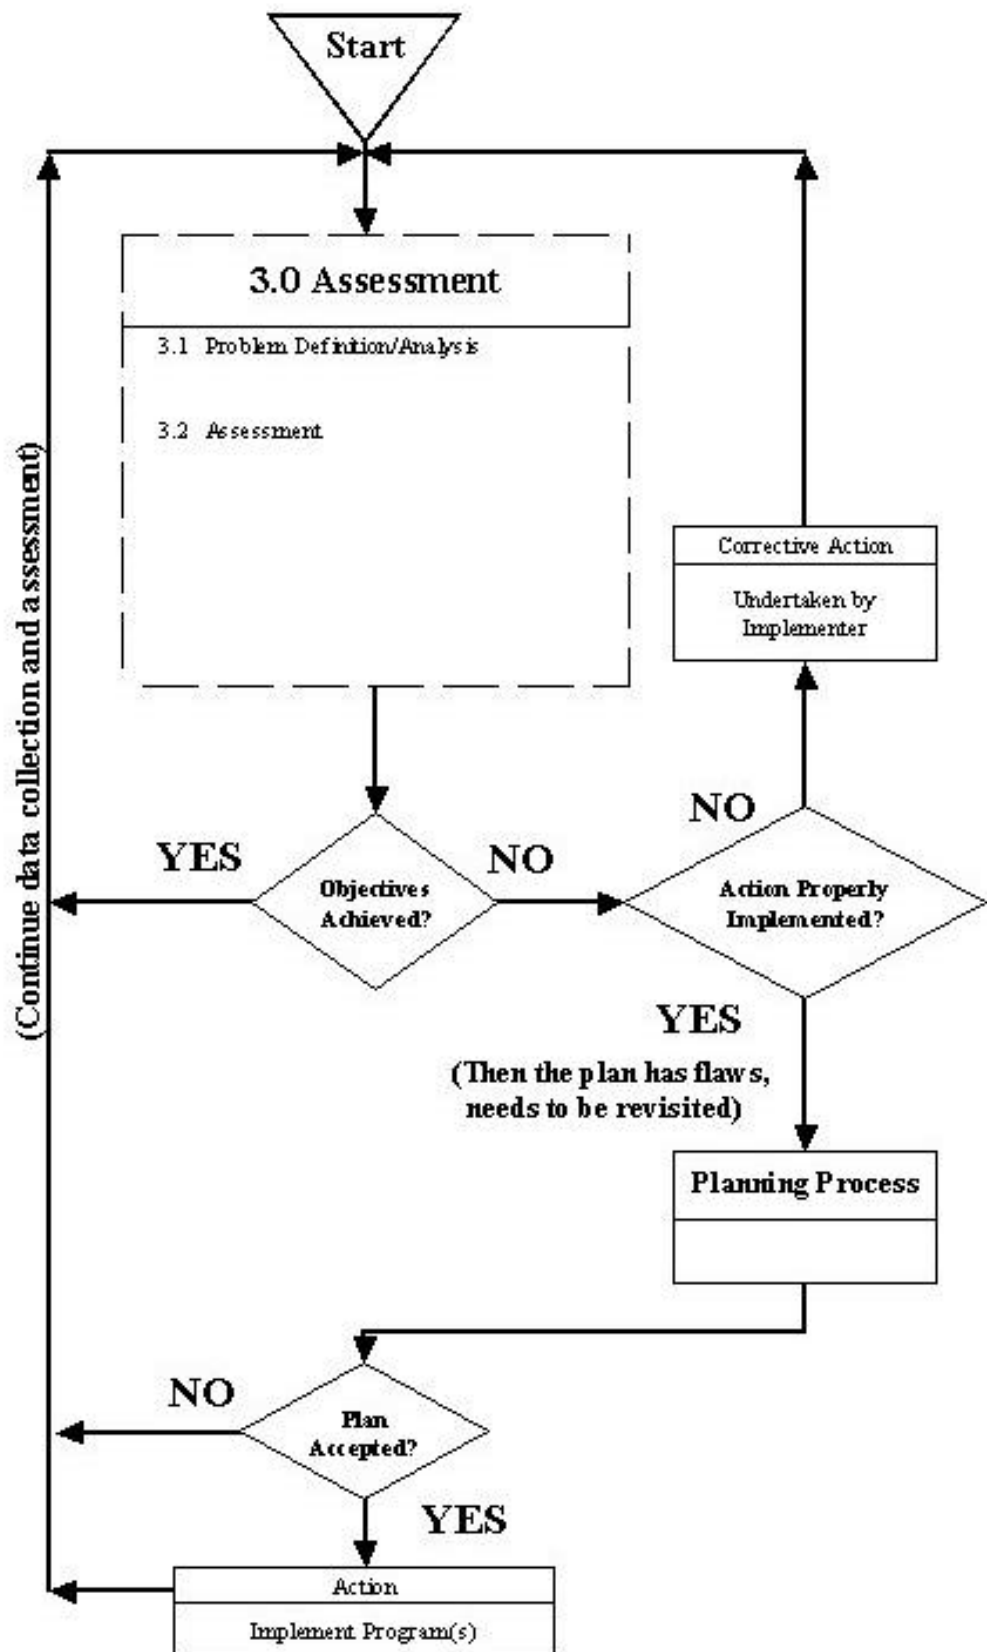 Start
3.0 Assessment
3.1 Problem Definition/Analysis
3.2 Assessment
(Continue data collection and assessment)
Corrective Action
Undertaken by
Implementer
YES
Objectives
Achieved?
NO
NO
Action Properly
Implemented?
YES
(Then the plan has flaws,
needs to be revisited)
Planning Process
NO
Plan
Accepted?
YES
Action
Implement Program(s)